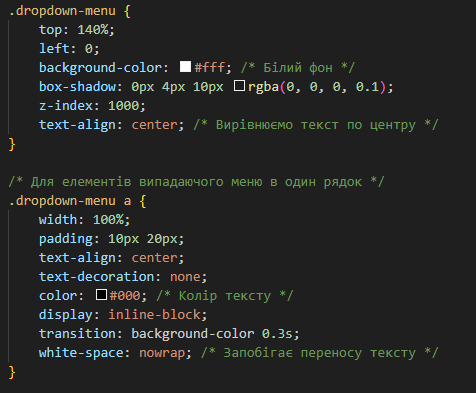 .dropdown-menu {
top: 140%;
left: 0;
background-color: #fff; /* Білий фон */
box-shadow: 0px 4px 10px rgba(0, 0, 0, 0.1);
z-index: 1000;
text-align: center; /* Вирівнюємо текст по центру */
}
/* Для елементів випадаючого меню в один рядок */
.dropdown-menu a {
width: 100%;
padding: 10px 20px;
text-align: center;
text-decoration: none;
color: #000; /* Колір тексту */
display: inline-block;
transition: background-color 0.3s;
white-space: nowrap; /* Запобігає переносу тексту */
}